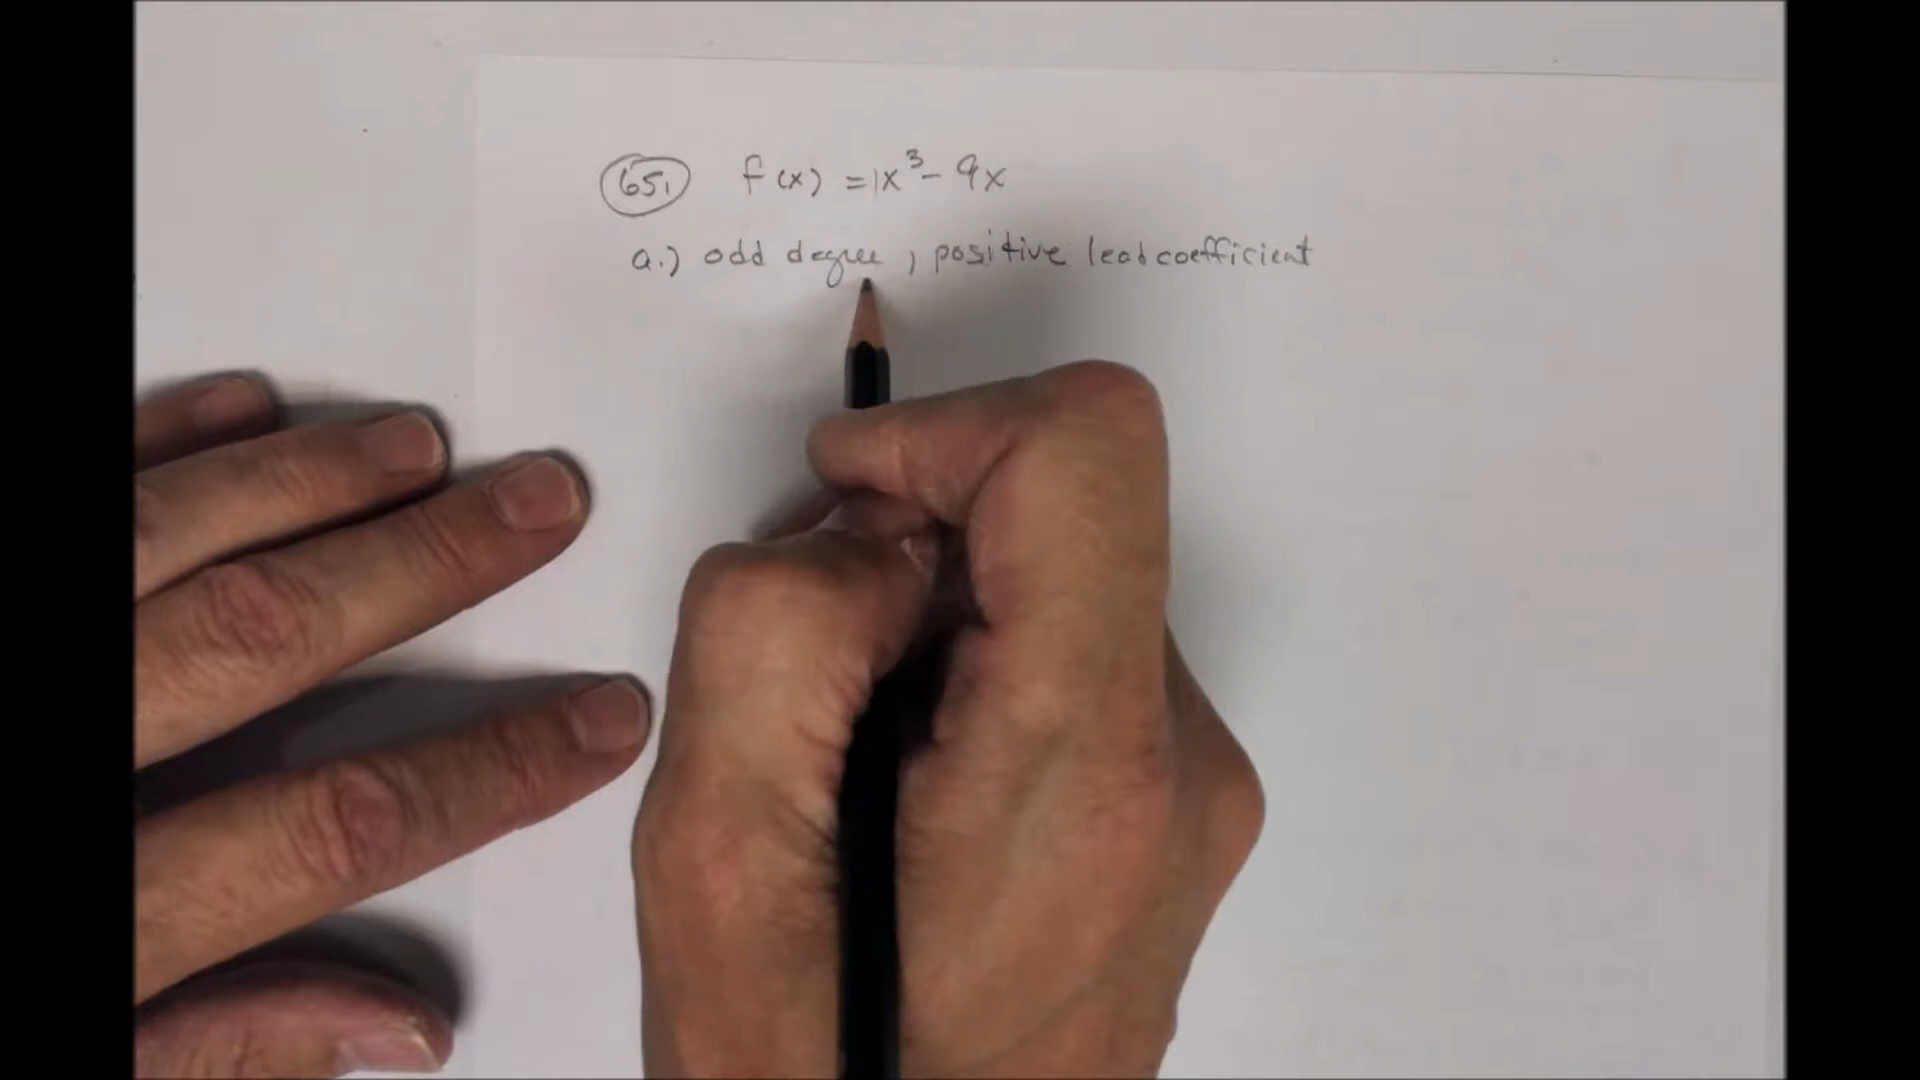 65. f(x) = 1x³ - 9x
a.) odd degree, positive lead coefficient